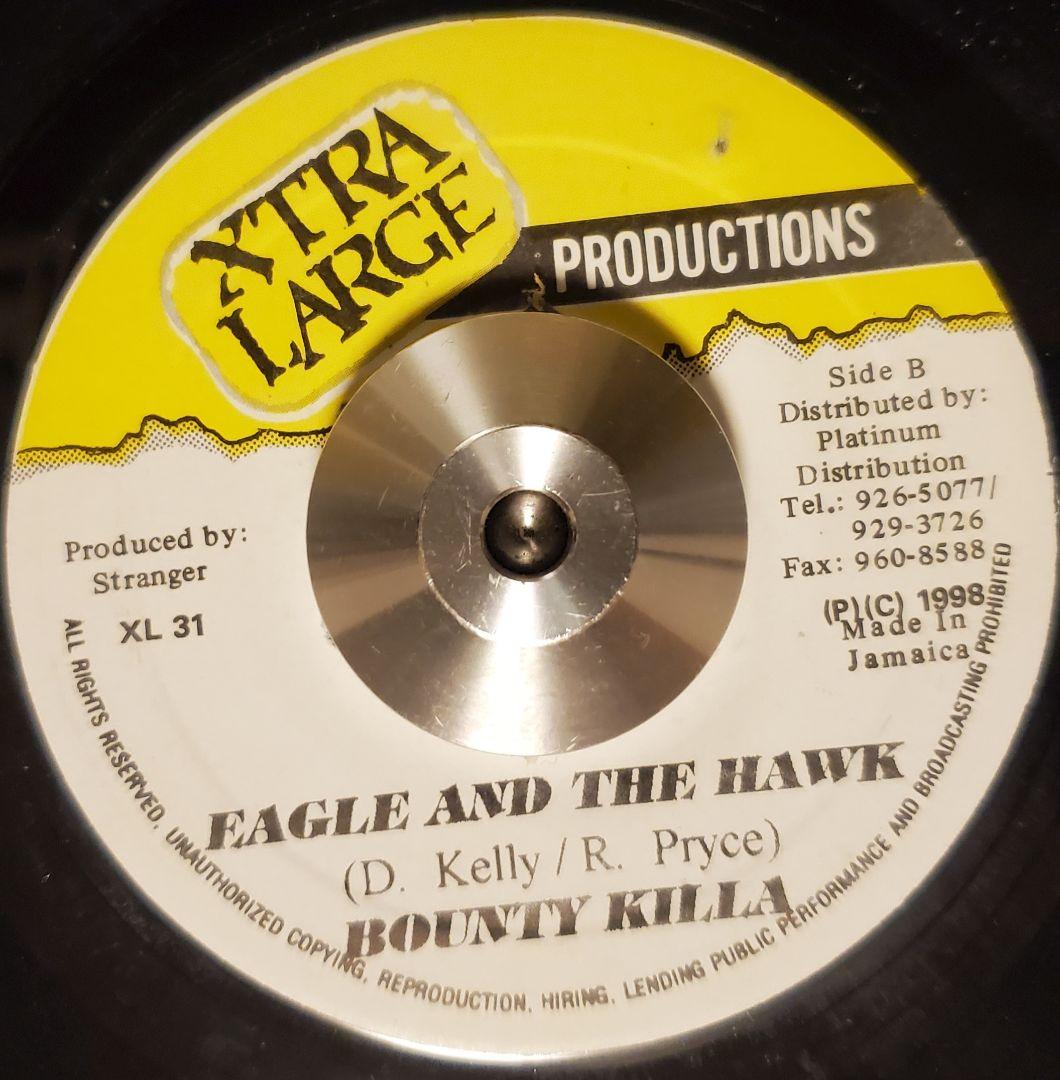 XTRA
LARGE
PRODUCTIONS
Side B
Distributed by:
Platinum
Distribution
Tel.: 926-5077/
929-3726
Fax: 960-8588
(P)(C) 1998
Made In
Jamaica
Produced by:
Stranger
XL 31
EAGLE AND THE HAWK
(D. Kelly / R. Pryce)
BOUNTY KILLA
ALL RIGHTS RESERVED. UNAUTHORIZED COPYING, REPRODUCTION, HIRING, LENDING PUBLIC PERFORMANCE AND BROADCASTING PROHIBITED